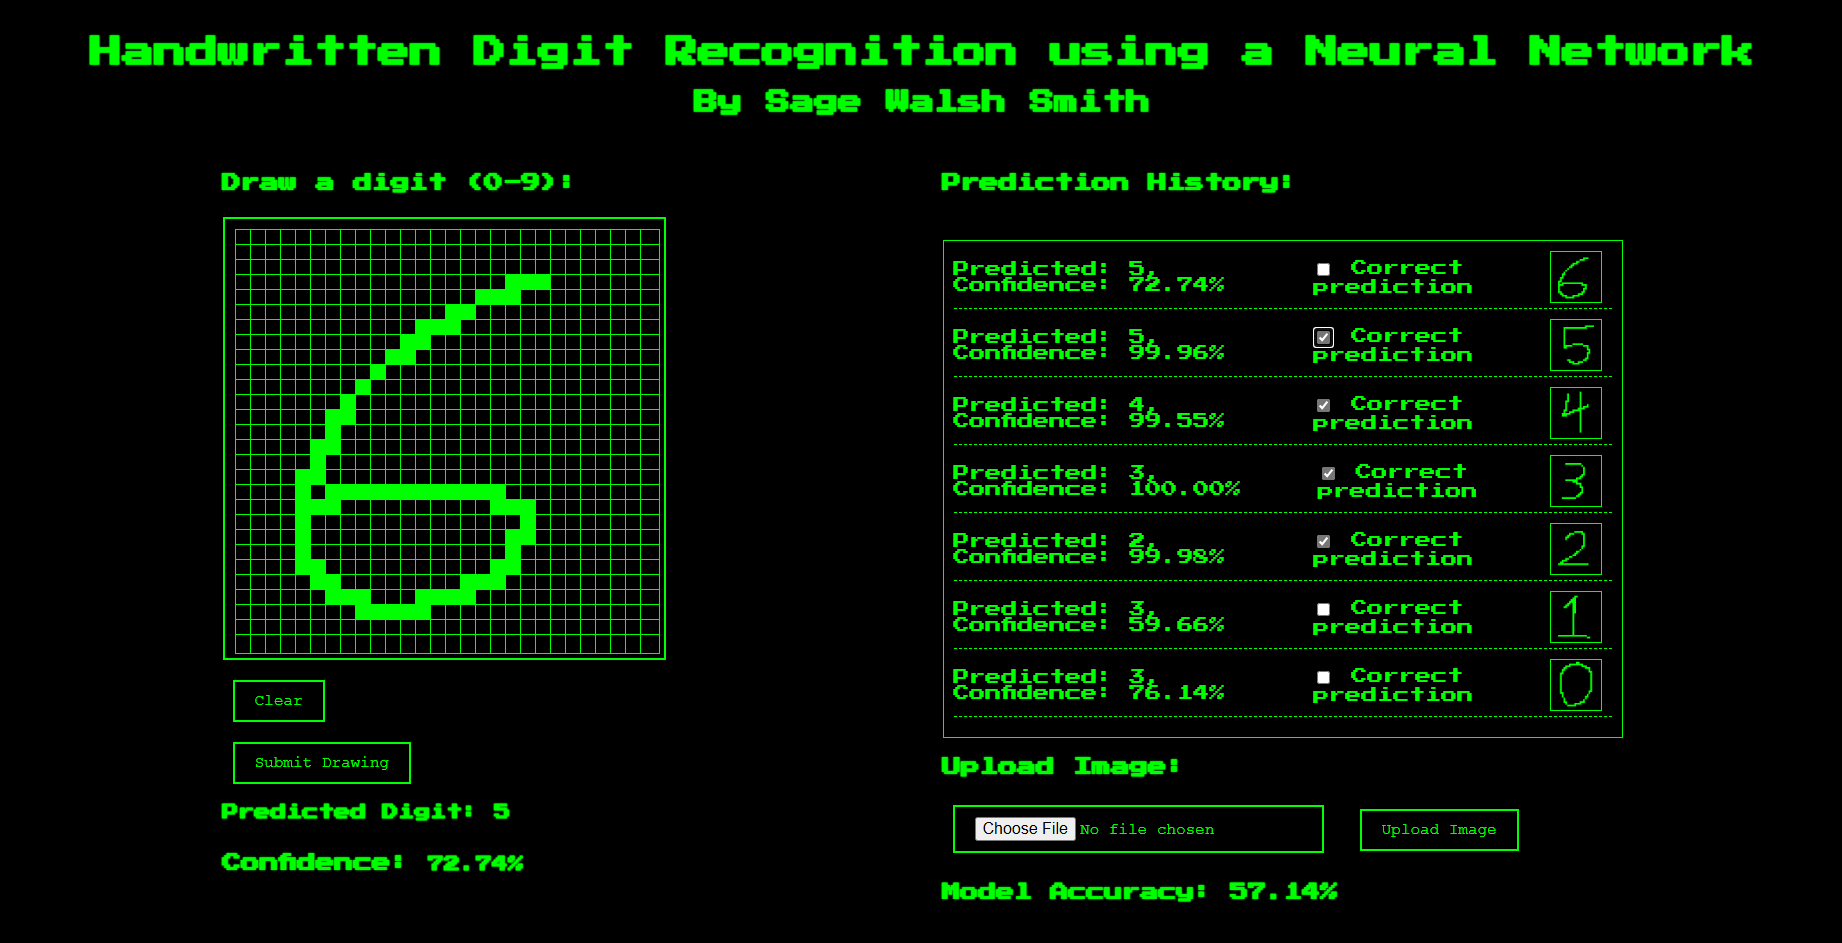 Handwritten Digit Recognition using a Neural Network
By Sage Walsh Smith
Draw a digit (0-9):
Clear
Submit Drawing
Predicted Digit: 5
Confidence: 72.74%
Prediction History:
Predicted: 5,
Confidence: 72.74%
Correct
prediction
6
Predicted: 5,
Confidence: 99.96%
Correct
prediction
5
Predicted: 4,
Confidence: 99.55%
Correct
prediction
4
Predicted: 3,
Confidence: 100.00%
Correct
prediction
3
Predicted: 2,
Confidence: 99.98%
Correct
prediction
2
Predicted: 3,
Confidence: 59.66%
Correct
prediction
1
Predicted: 3,
Confidence: 76.14%
Correct
prediction
0
Upload Image:
Choose File No file chosen
Upload Image
Model Accuracy: 57.14%